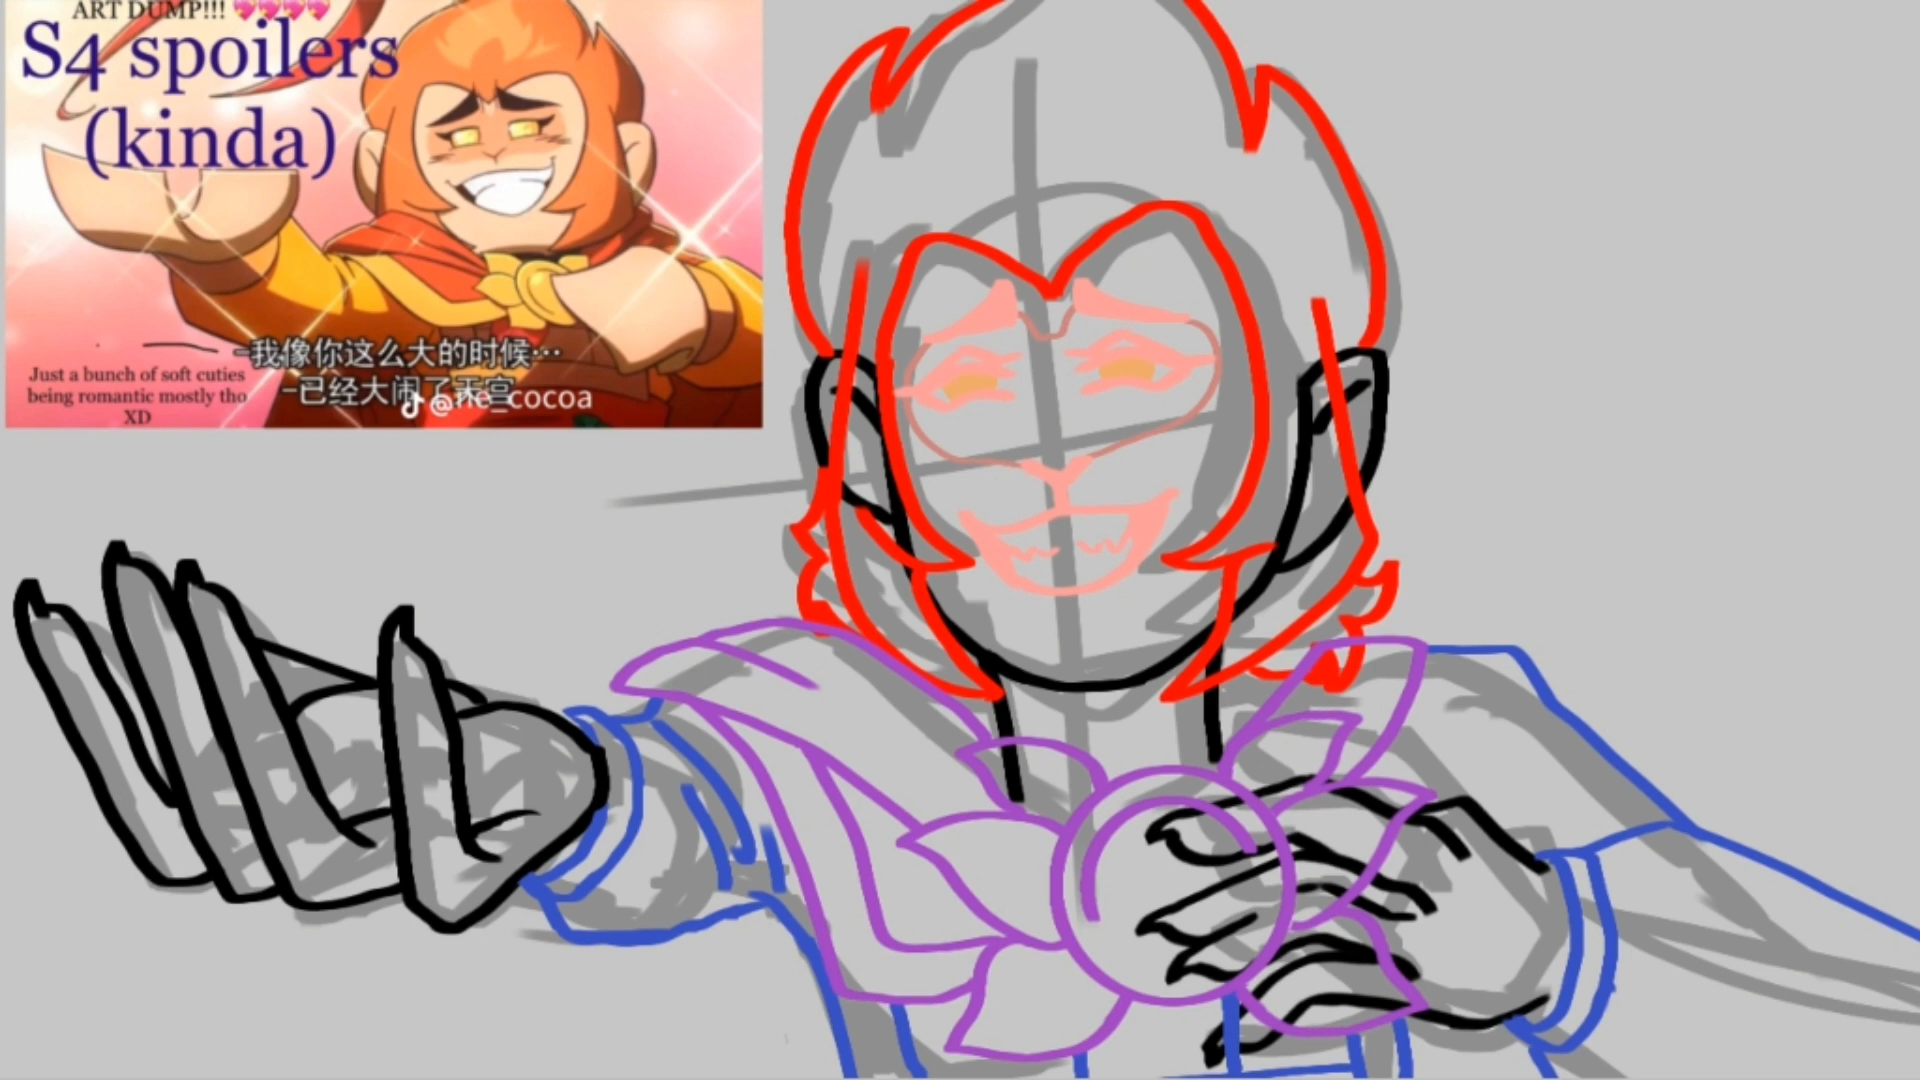 ART DUMP!!! 💖💖💖💖
S4 spoilers
(kinda)
-我像你这么大的时候…
-已经大闹了天宫
Just a bunch of soft cuties
being romantic mostly tho
XD